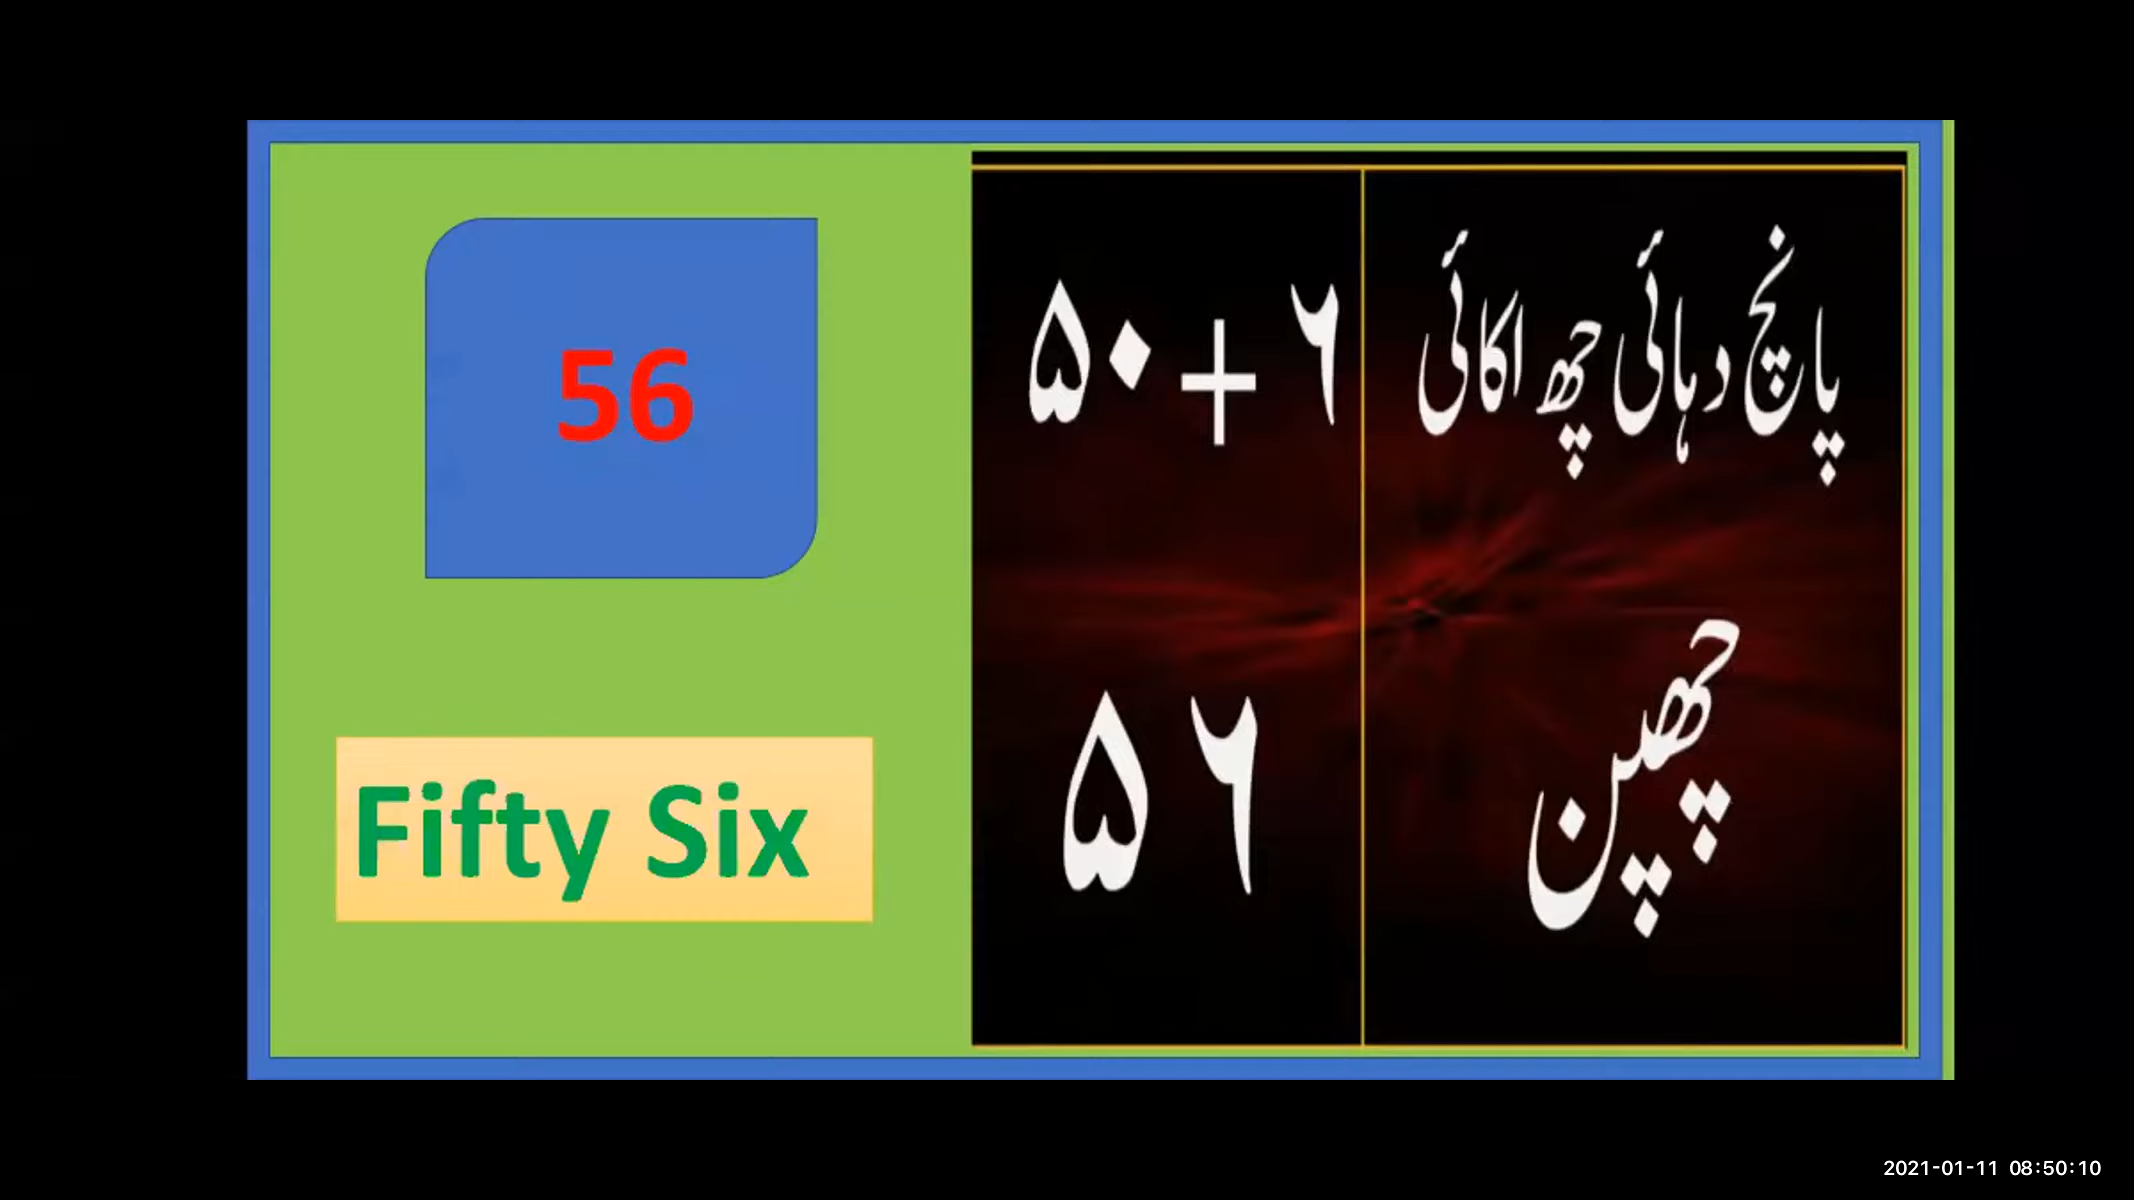 56
Fifty Six
۵۰+۶
پانچ دہائی چھ اکائی
۵۶
چھپن
2021-01-11 08:50:10